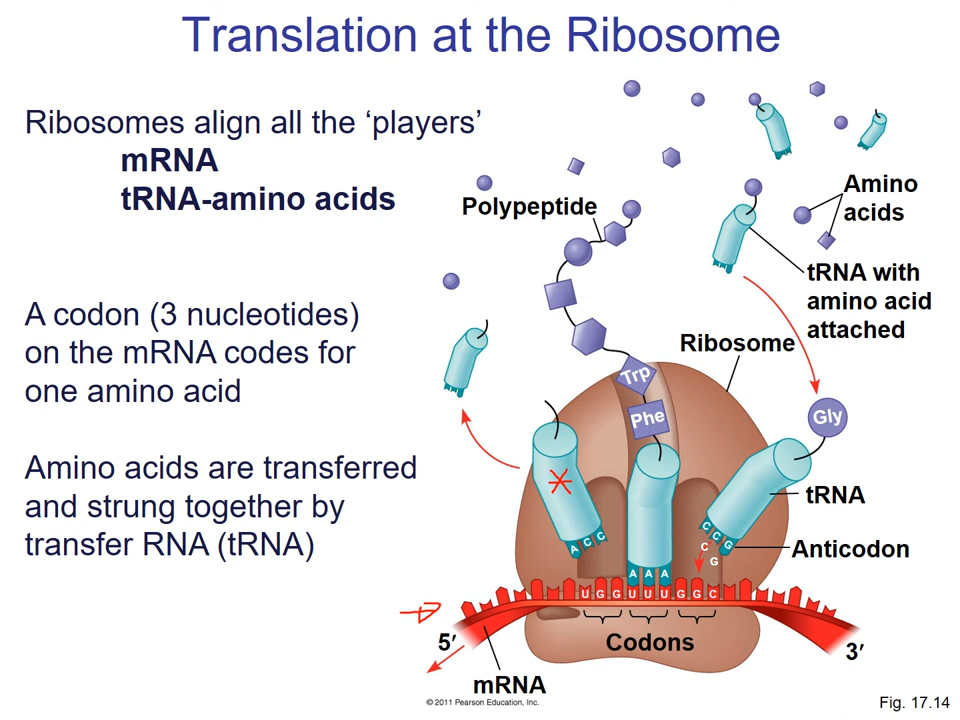 Translation at the Ribosome
Ribosomes align all the ‘players’
mRNA
tRNA-amino acids
A codon (3 nucleotides)
on the mRNA codes for
one amino acid
Amino acids are transferred
and strung together by
transfer RNA (tRNA)
Polypeptide
Amino
acids
tRNA with
amino acid
attached
Ribosome
Trp
Phe
Gly
tRNA
Anticodon
A C C
C C G
C
G
A A A
U G G U U U G G C
Codons
5′
3′
mRNA
© 2011 Pearson Education, Inc.
Fig. 17.14